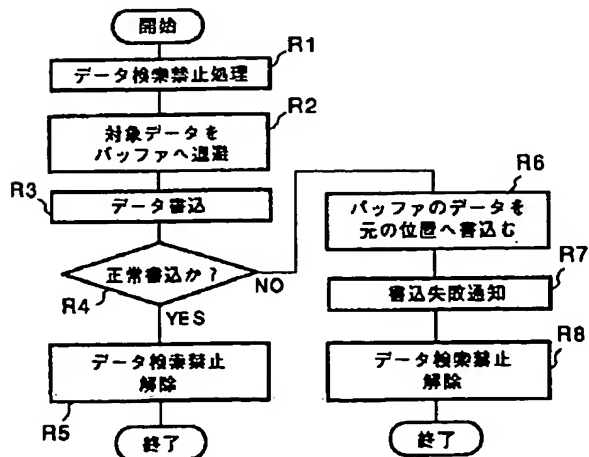 開始
R1
データ検索禁止処理
R2
対象データを
バッファへ退避
R3
データ書込
正常書込か?
R4
NO
YES
データ検索禁止
解除
R5
終了
R6
バッファのデータを
元の位置へ書込む
R7
書込失敗通知
R8
データ検索禁止
解除
終了